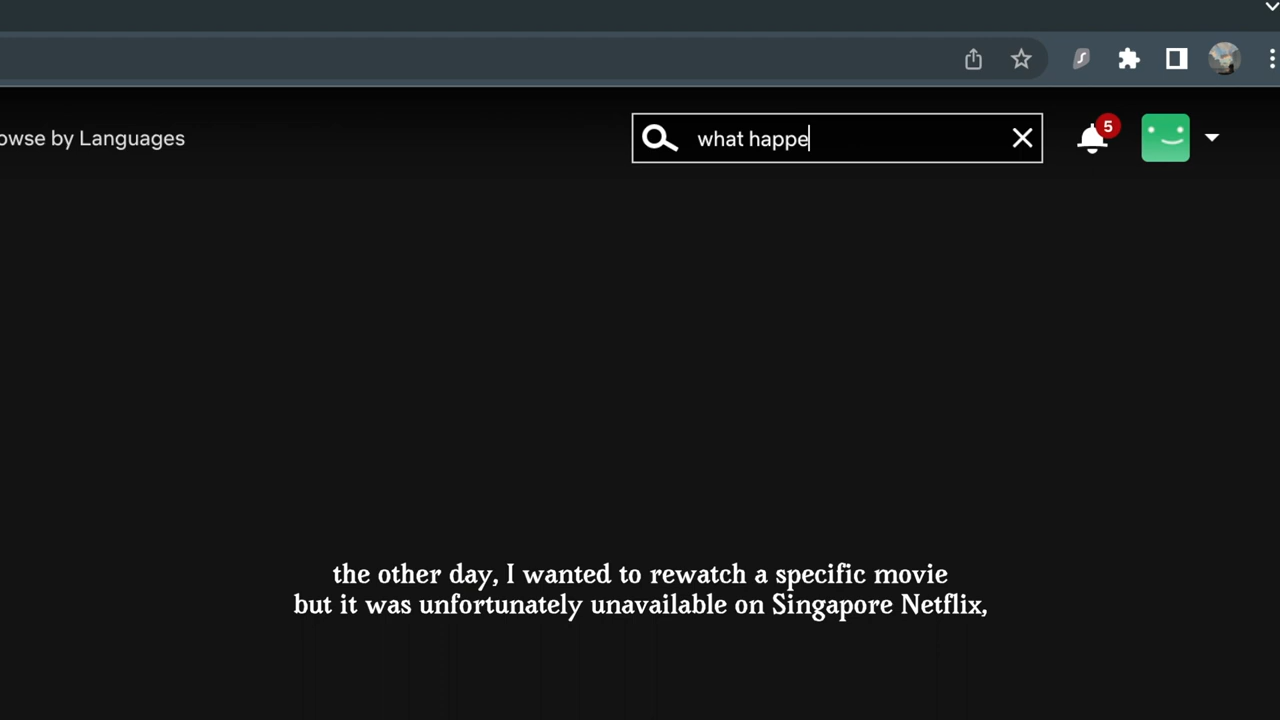 owse by Languages
what happe
5
the other day, I wanted to rewatch a specific movie
but it was unfortunately unavailable on Singapore Netflix,